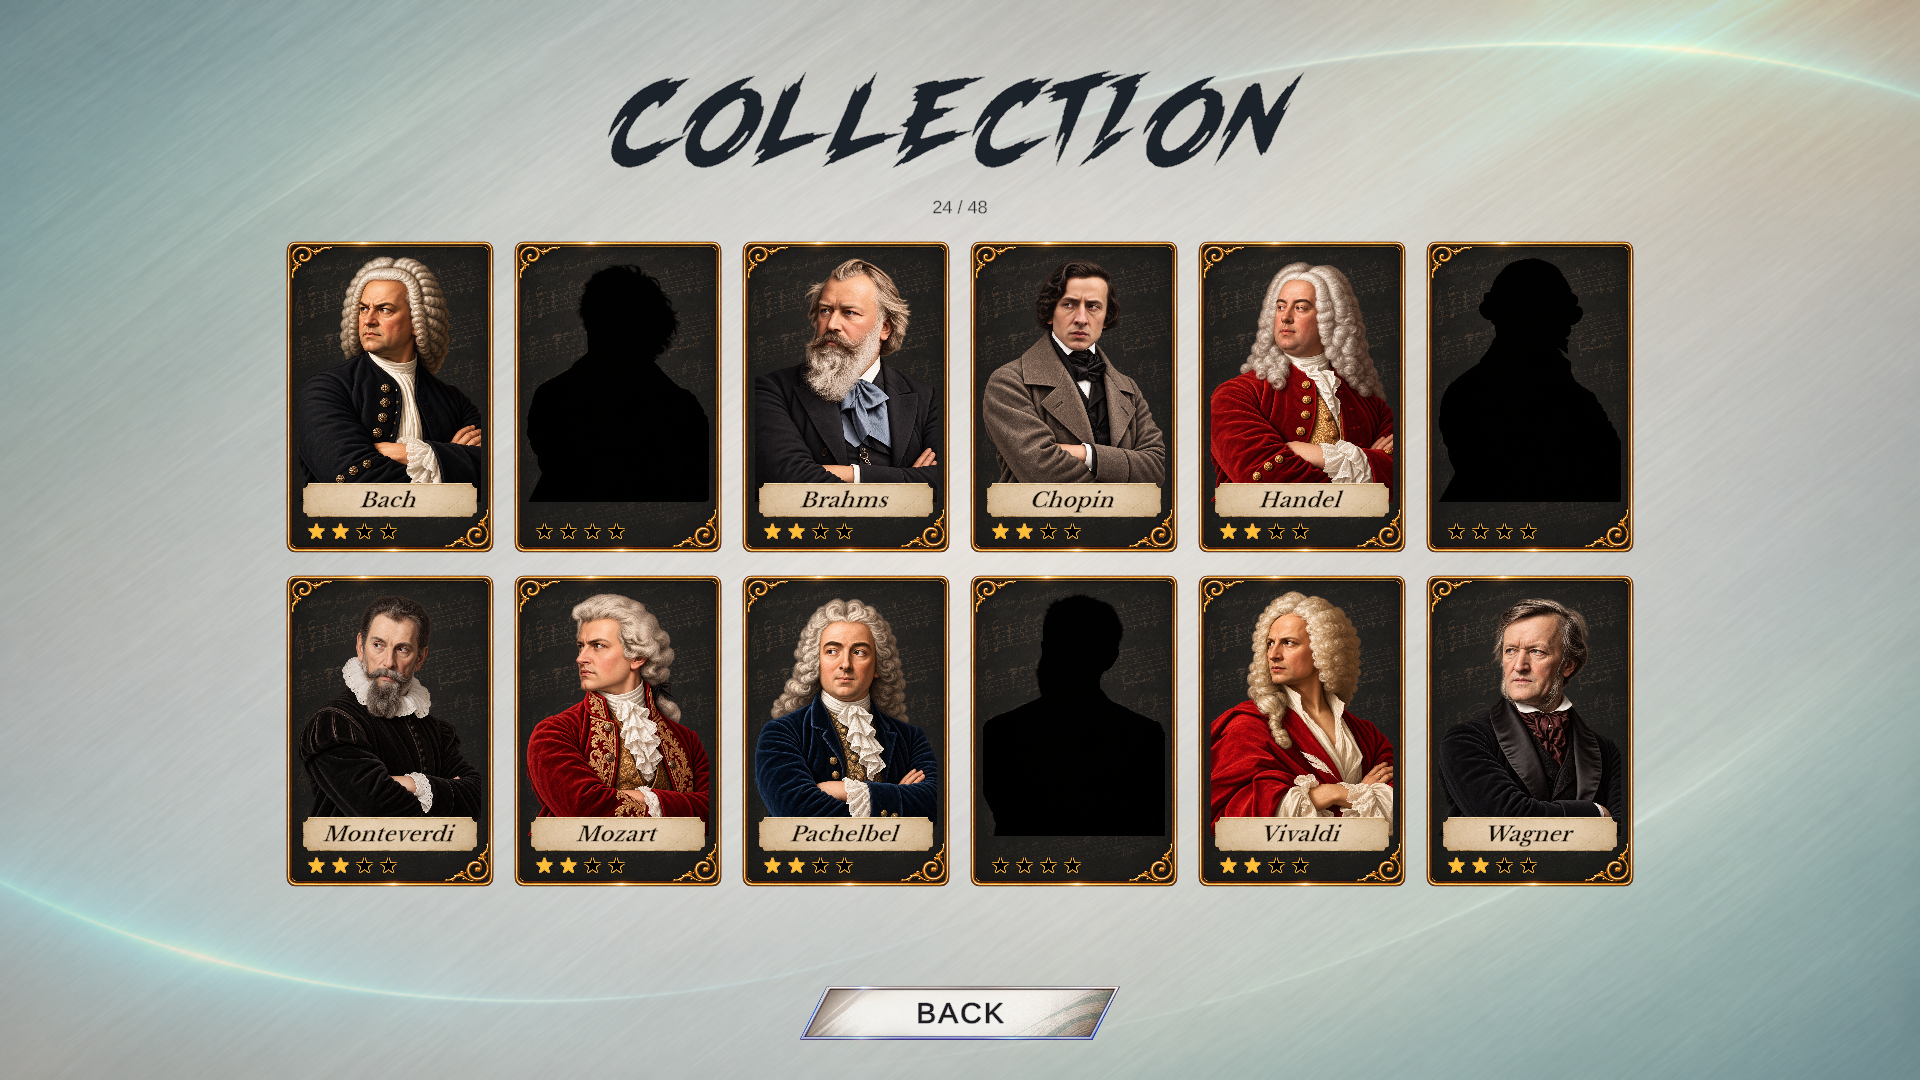 COLLECTION
24 / 48
Bach
Brahms
Chopin
Handel
Monteverdi
Mozart
Pachelbel
Vivaldi
Wagner
BACK